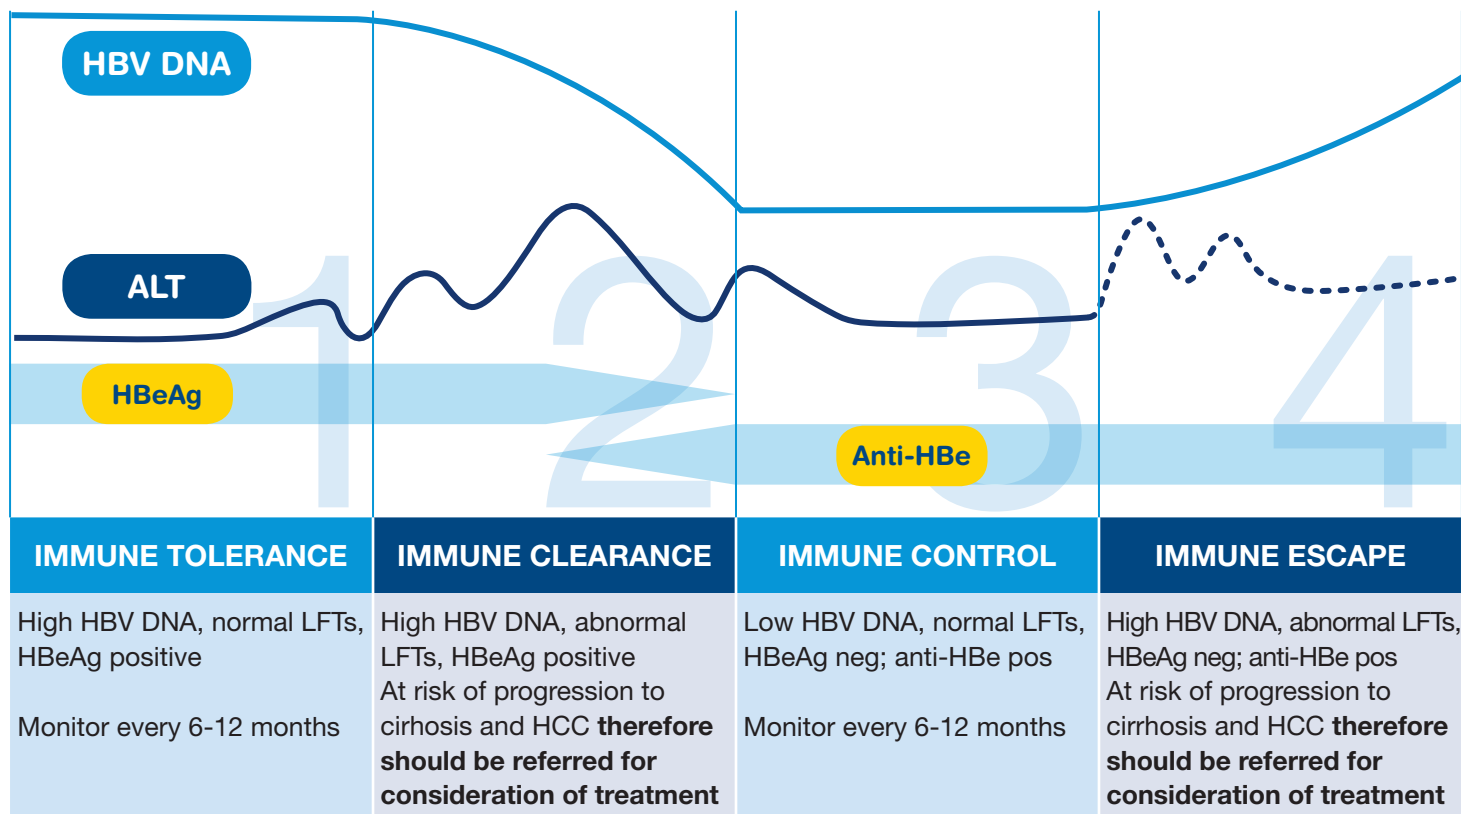 HBV DNA
ALT
1
2
3
4
HBeAg
Anti-HBe
IMMUNE TOLERANCE
High HBV DNA, normal LFTs,
HBeAg positive
Monitor every 6-12 months
IMMUNE CLEARANCE
High HBV DNA, abnormal
LFTs, HBeAg positive
At risk of progression to
cirhosis and HCC therefore
should be referred for
consideration of treatment
IMMUNE CONTROL
Low HBV DNA, normal LFTs,
HBeAg neg; anti-HBe pos
Monitor every 6-12 months
IMMUNE ESCAPE
High HBV DNA, abnormal LFTs,
HBeAg neg; anti-HBe pos
At risk of progression to
cirrhosis and HCC therefore
should be referred for
consideration of treatment